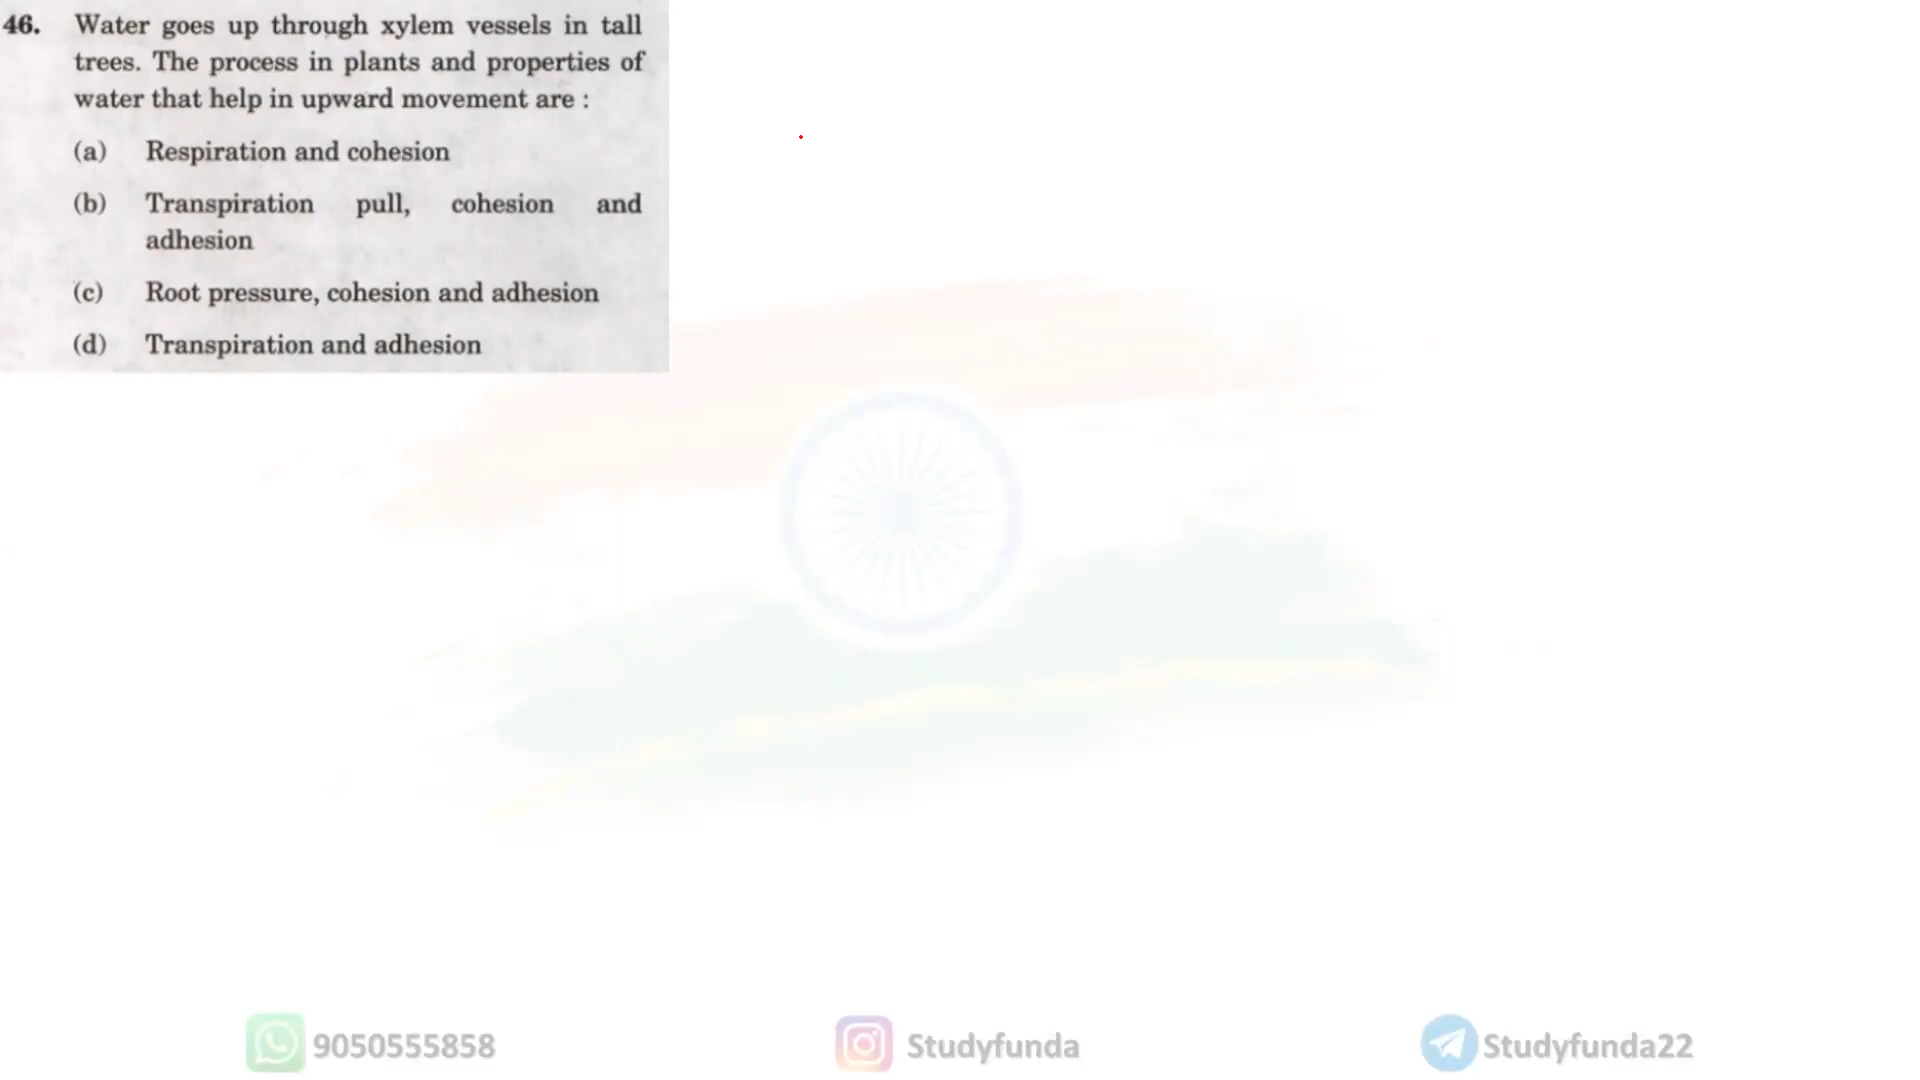 46. Water goes up through xylem vessels in tall
trees. The process in plants and properties of
water that help in upward movement are :
(a) Respiration and cohesion
(b) Transpiration pull, cohesion and
adhesion
(c) Root pressure, cohesion and adhesion
(d) Transpiration and adhesion
9050555858 Studyfunda Studyfunda22